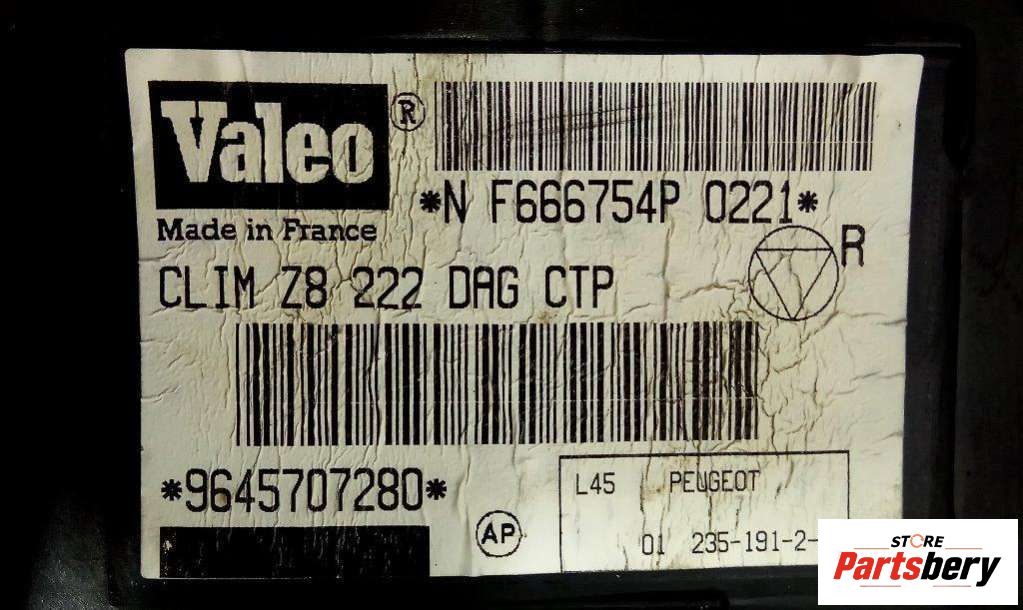 Valeo ®
*N F666754P 0221*
Made in France
R
CLIM Z8 222 DAG CTP
*9645707280*
AP
L45 PEUGEOT
01 235-191-2-
STORE
Partsbery